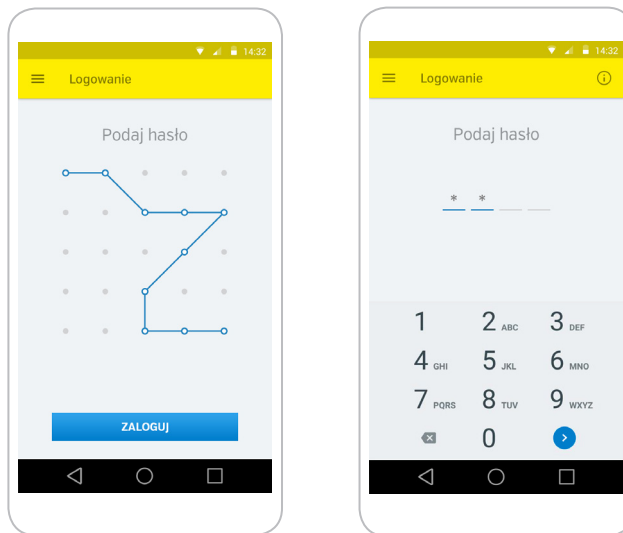 14:32
Logowanie
Podaj hasło
ZALOGUJ
14:32
Logowanie
Podaj hasło
* *
1 2 ABC 3 DEF
4 GHI 5 JKL 6 MNO
7 PQRS 8 TUV 9 WXYZ
0